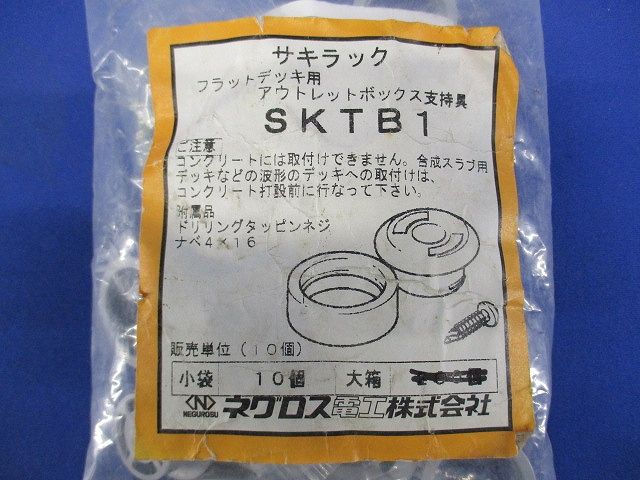 サキラック
フラットデッキ用
アウトレットボックス支持具
SKTB1
ご注意
コンクリートには取付けできません。合成スラブ用
デッキなどの波形のデッキへの取付けは、
コンクリート打設前に行なって下さい。
附属品
ドリリングタッピンネジ
ナベ4×16
販売単位(10個)
小袋 10個 大箱
NEGUROSU ネグロス電工株式会社